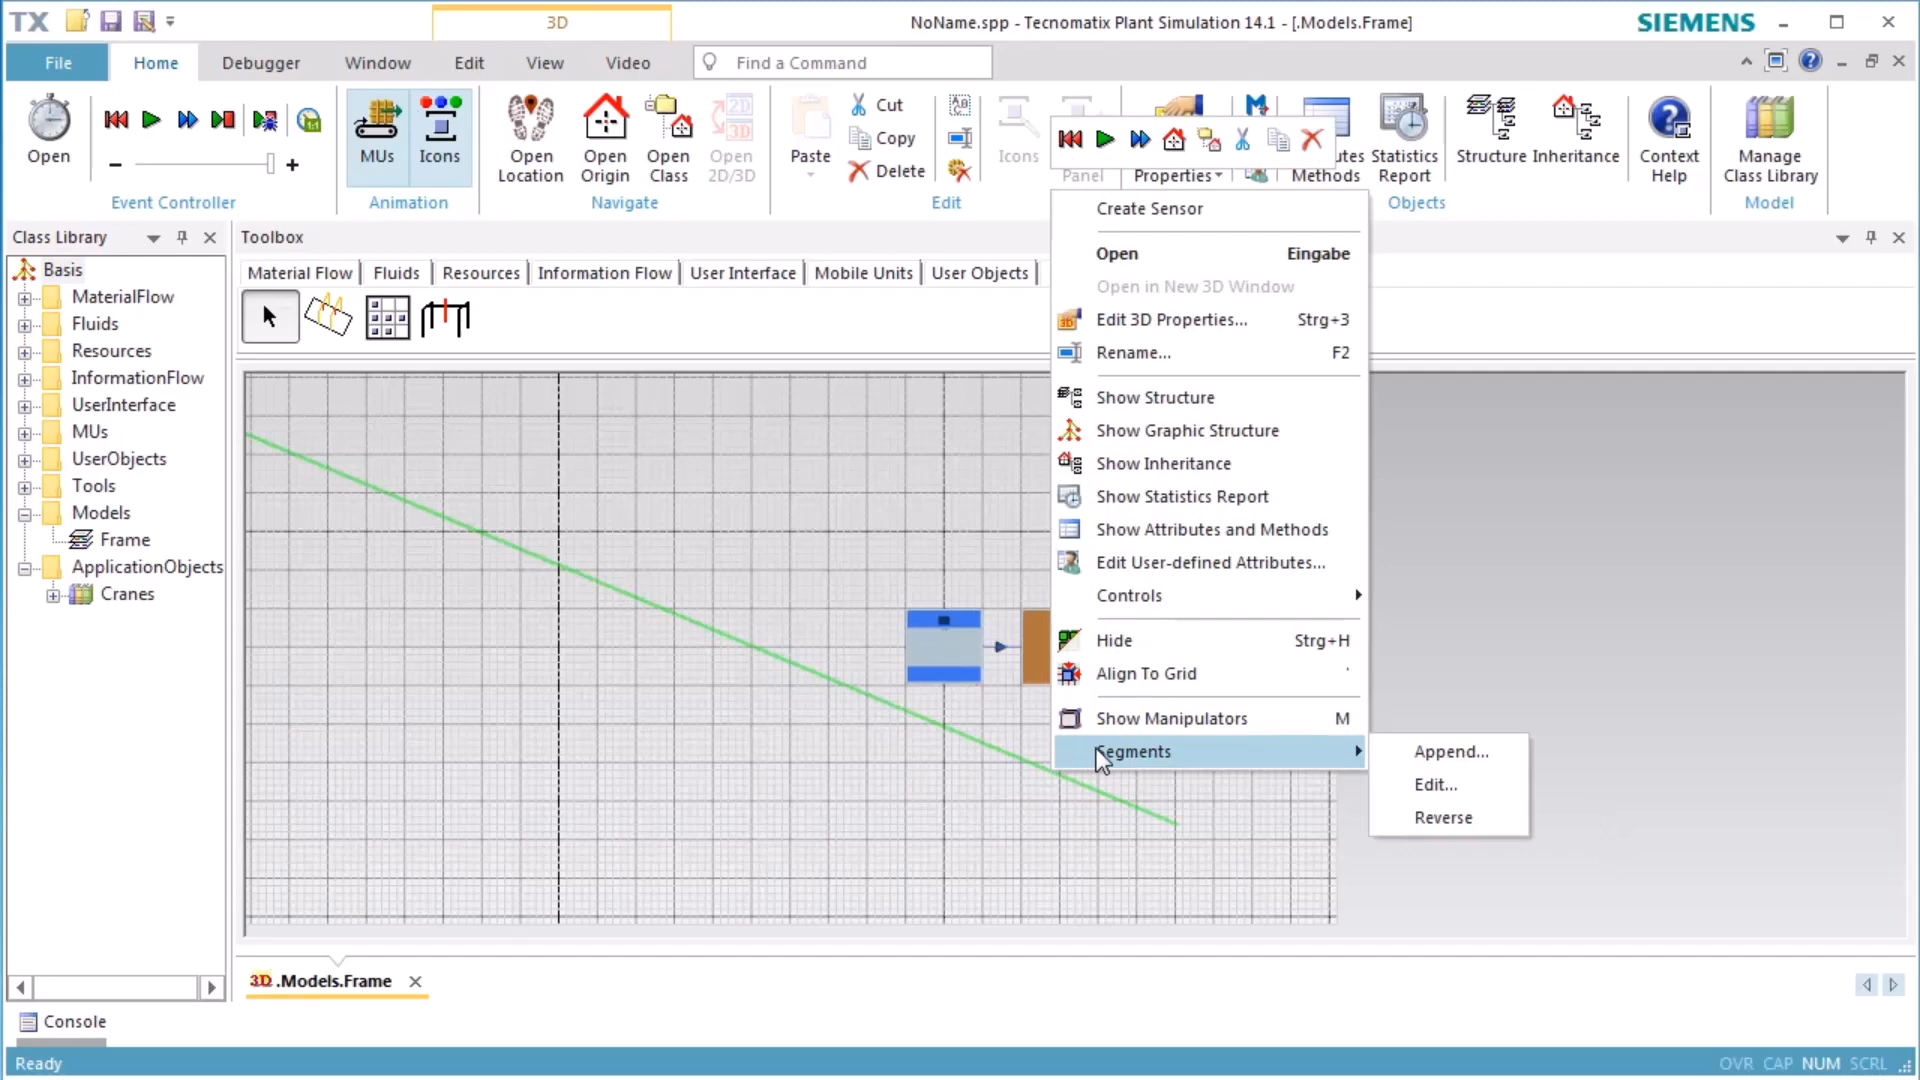 TX
3D
NoName.spp - Tecnomatix Plant Simulation 14.1 - [.Models.Frame]
SIEMENS
File
Home
Debugger
Window
Edit
View
Video
Find a Command
Open
MUs
Icons
Open
Location
Open
Origin
Open
Class
2D
3D
Open
2D/3D
Paste
Cut
Copy
Delete
Icons
Panel
Properties
Methods
Statistics
Report
Structure
Inheritance
Context
Help
Manage
Class Library
Event Controller
Animation
Navigate
Edit
Objects
Model
Class Library
Basis
MaterialFlow
Fluids
Resources
InformationFlow
UserInterface
MUs
UserObjects
Tools
Models
Frame
ApplicationObjects
Cranes
Toolbox
Material Flow
Fluids
Resources
Information Flow
User Interface
Mobile Units
User Objects
Create Sensor
Open Eingabe
Open in New 3D Window
Edit 3D Properties... Strg+3
Rename... F2
Show Structure
Show Graphic Structure
Show Inheritance
Show Statistics Report
Show Attributes and Methods
Edit User-defined Attributes...
Controls
Hide Strg+H
Align To Grid
Show Manipulators M
Segments
Append...
Edit...
Reverse
3D .Models.Frame
Console
Ready
OVR CAP NUM SCRL